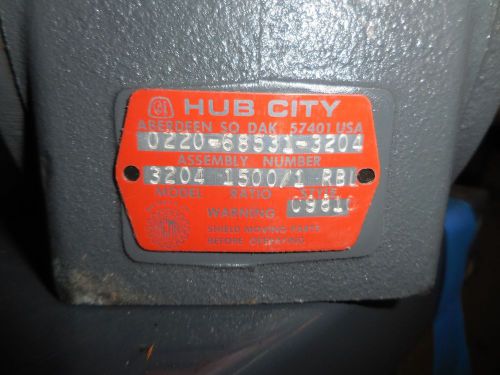 HUB CITY
ABERDEEN SO. DAK. 57401 USA
0220-68531-3204
ASSEMBLY NUMBER
3204 1500/1 RBL
MODEL RATIO STYLE
WARNING 0981C
SHIELD MOVING PARTS
BEFORE OPERATING